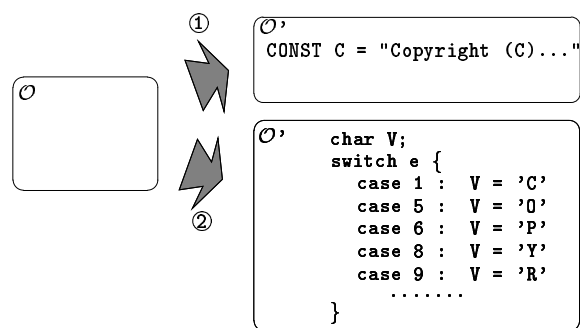 ①
𝒪
𝒪'
CONST C = "Copyright (C)..."
②
𝒪'
char V;
switch e {
case 1 : V = 'C'
case 5 : V = 'O'
case 6 : V = 'P'
case 8 : V = 'Y'
case 9 : V = 'R'
.......
}